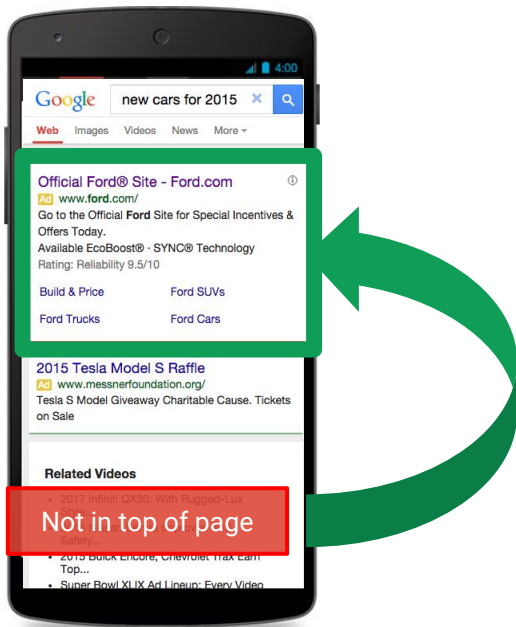 4:00
Google new cars for 2015 ×
Web Images Videos News More
Official Ford® Site - Ford.com
Ad www.ford.com/
Go to the Official Ford Site for Special Incentives &
Offers Today.
Available EcoBoost® · SYNC® Technology
Rating: Reliability 9.5/10
Build & Price Ford SUVs
Ford Trucks Ford Cars
2015 Tesla Model S Raffle
Ad www.messnerfoundation.org/
Tesla S Model Giveaway Charitable Cause. Tickets
on Sale
Related Videos
• 2017 Infiniti QX30: With Rugged-Lux
Style...
Not in top of page
Safety...
• 2015 Buick Encore, Chevrolet Trax Earn
Top...
• Super Bowl XLIX Ad Lineup: Every Video